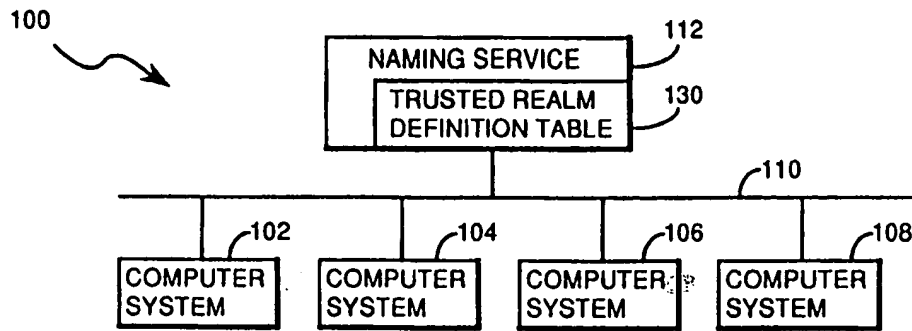 100
112
NAMING SERVICE
130
TRUSTED REALM
DEFINITION TABLE
110
102
104
106
108
COMPUTER
SYSTEM
COMPUTER
SYSTEM
COMPUTER
SYSTEM
COMPUTER
SYSTEM